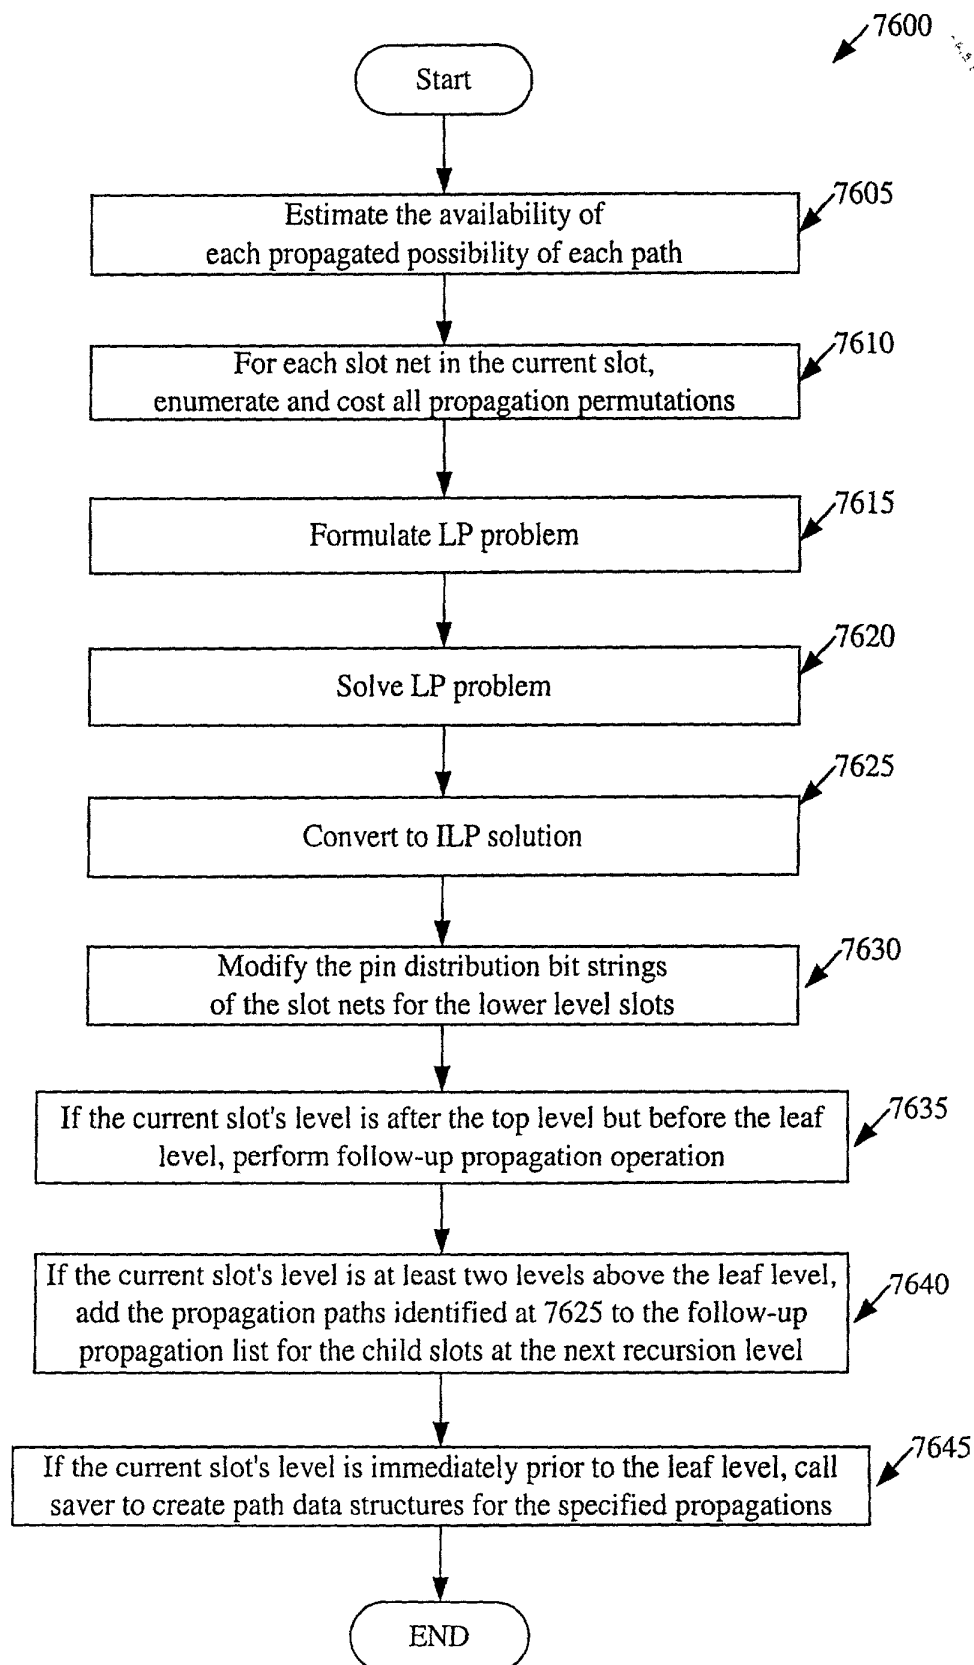 7600
Start
7605
Estimate the availability of
each propagated possibility of each path
7610
For each slot net in the current slot,
enumerate and cost all propagation permutations
7615
Formulate LP problem
7620
Solve LP problem
7625
Convert to ILP solution
7630
Modify the pin distribution bit strings
of the slot nets for the lower level slots
7635
If the current slot's level is after the top level but before the leaf
level, perform follow-up propagation operation
7640
If the current slot's level is at least two levels above the leaf level,
add the propagation paths identified at 7625 to the follow-up
propagation list for the child slots at the next recursion level
7645
If the current slot's level is immediately prior to the leaf level, call
saver to create path data structures for the specified propagations
END